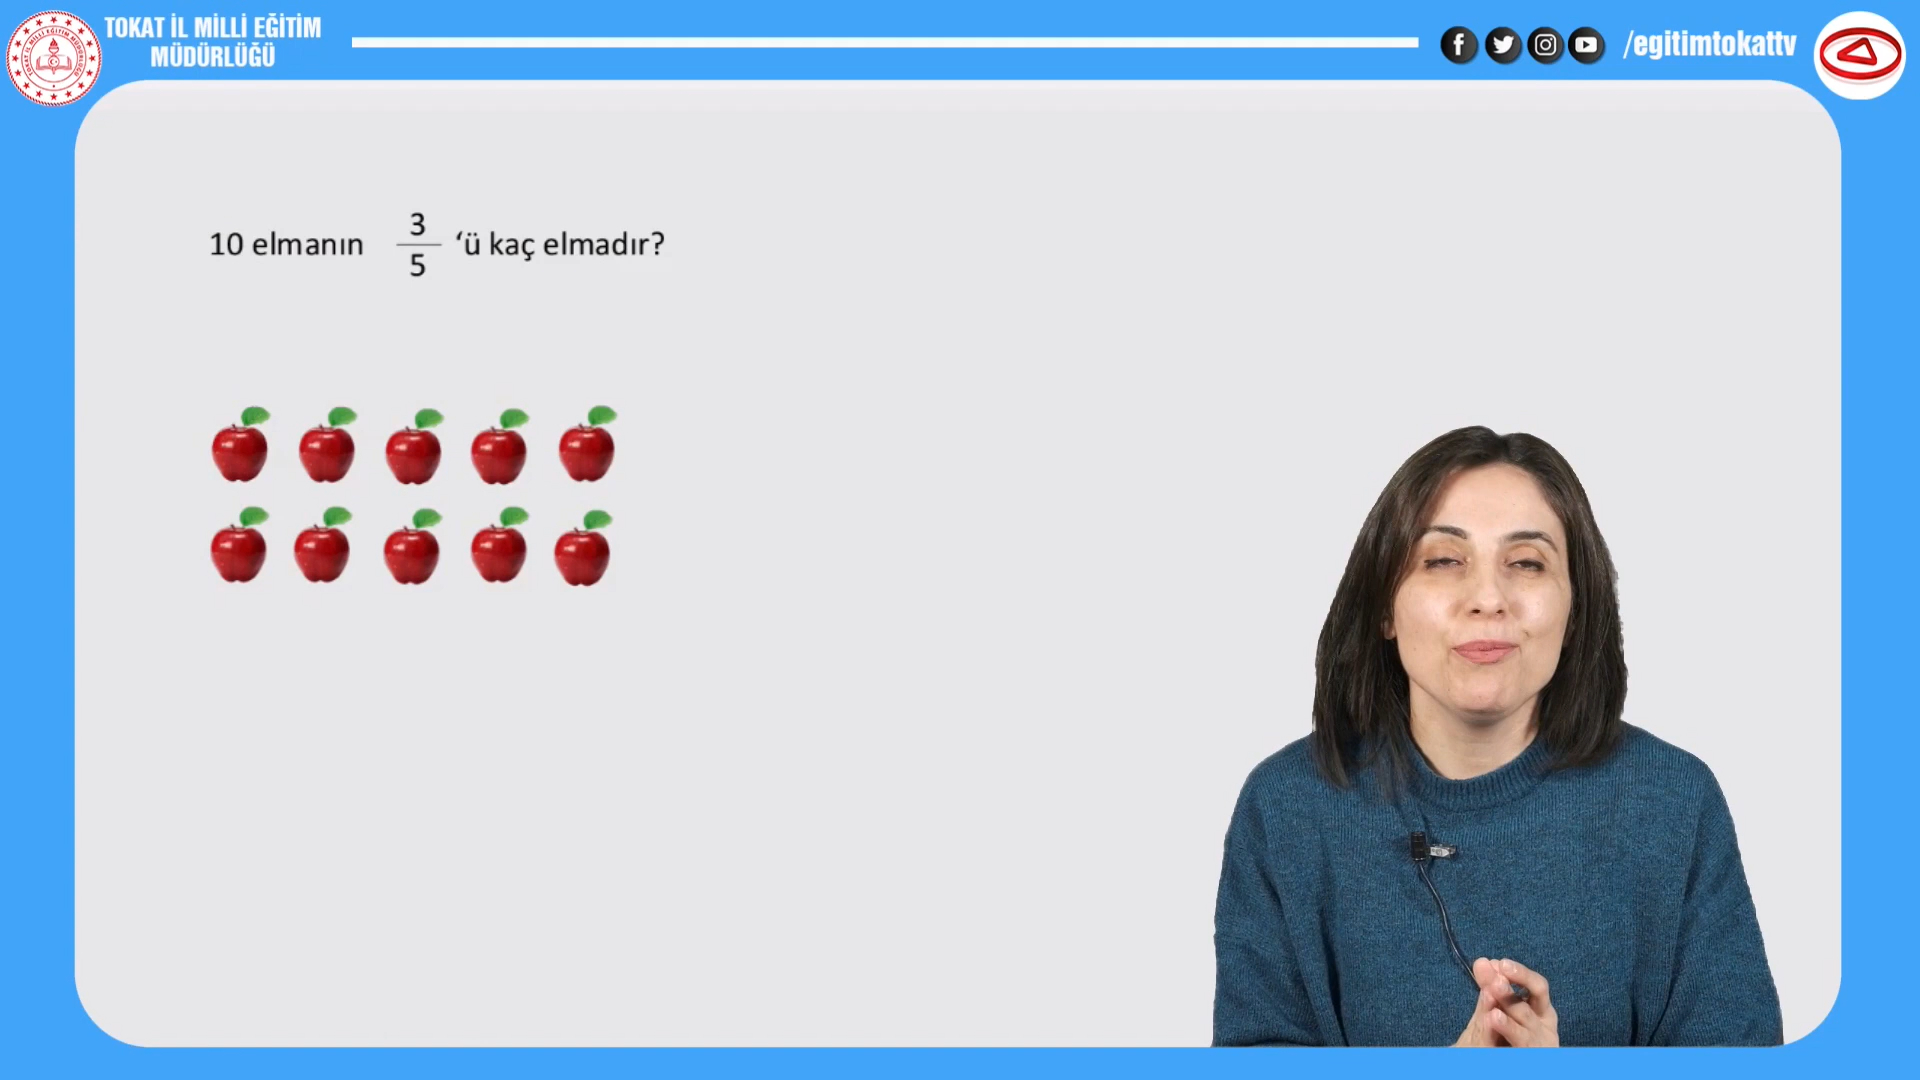 TOKAT İL MİLLİ EĞİTİM
MÜDÜRLÜĞÜ
/egitimtokattv
10 elmanın 3/5 ‘ü kaç elmadır?